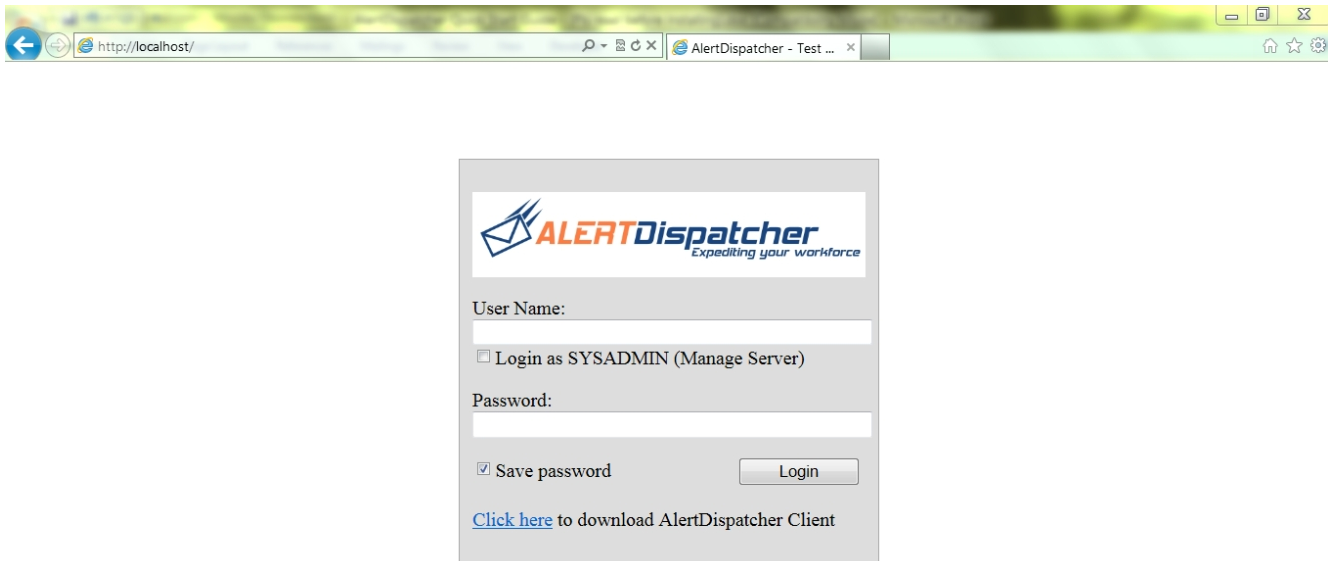 http://localhost/
AlertDispatcher - Test ...
ALERTDispatcher
Expediting your workforce
User Name:
Login as SYSADMIN (Manage Server)
Password:
Save password
Login
Click here to download AlertDispatcher Client